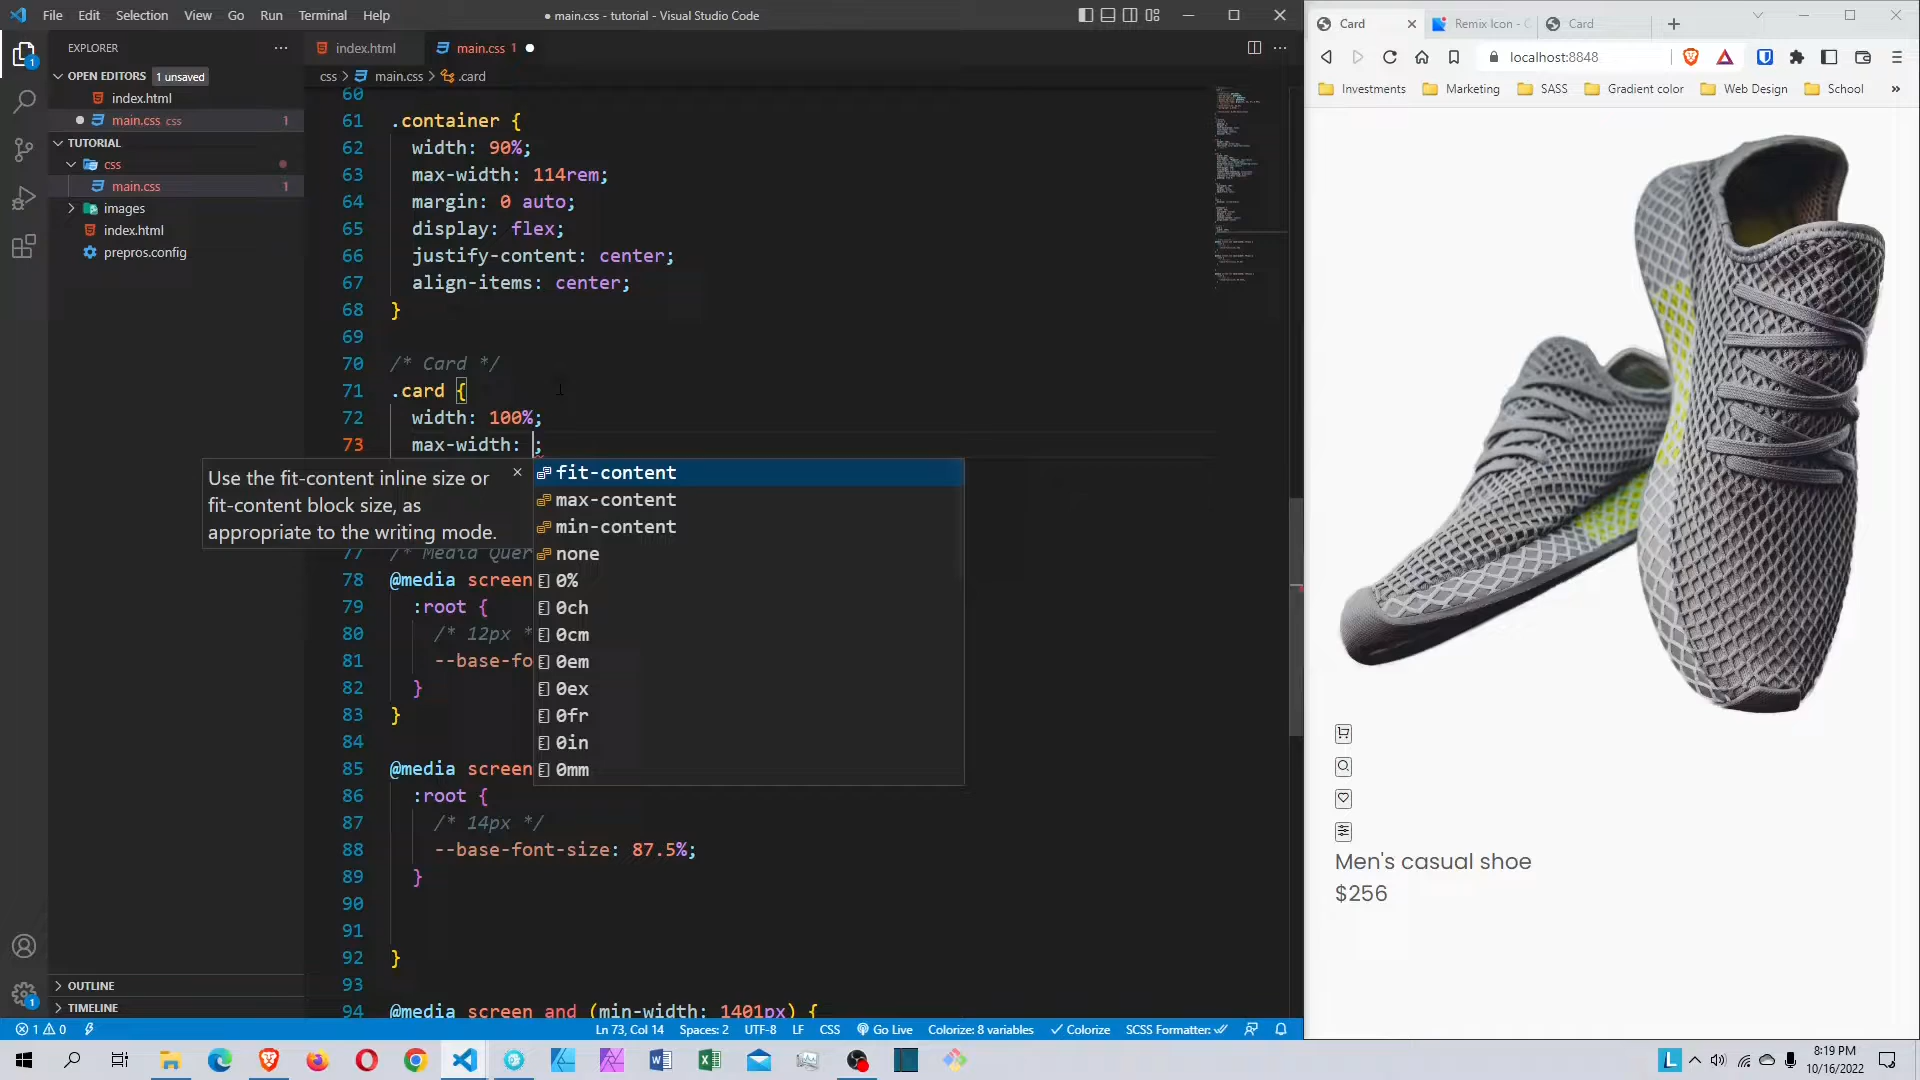 File Edit Selection View Go Run Terminal Help
● main.css - tutorial - Visual Studio Code
EXPLORER
OPEN EDITORS 1 unsaved
index.html
main.css css 1
TUTORIAL
css
main.css 1
images
index.html
prepros.config
OUTLINE
TIMELINE
index.html main.css 1
css > main.css > .card
60
61 .container {
62 width: 90%;
63 max-width: 114rem;
64 margin: 0 auto;
65 display: flex;
66 justify-content: center;
67 align-items: center;
68 }
69
70 /* Card */
71 .card {
72 width: 100%;
73 max-width: ;
Use the fit-content inline size or
fit-content block size, as
appropriate to the writing mode.
fit-content
max-content
min-content
none
0%
0ch
0cm
0em
0ex
0fr
0in
0mm
77 /* Media Quer
78 @media screen
79 :root {
80 /* 12px *
81 --base-fo
82 }
83 }
84
85 @media screen
86 :root {
87 /* 14px */
88 --base-font-size: 87.5%;
89 }
90
91
92 }
93
94 @media screen and (min-width: 1401px) {
1 0 Ln 73, Col 14 Spaces: 2 UTF-8 LF CSS Go Live Colorize: 8 variables Colorize SCSS Formatter:
Card Remix Icon - Card
localhost:8848
Investments Marketing SASS Gradient color Web Design School »
Men's casual shoe
$256
8:19 PM
10/16/2022